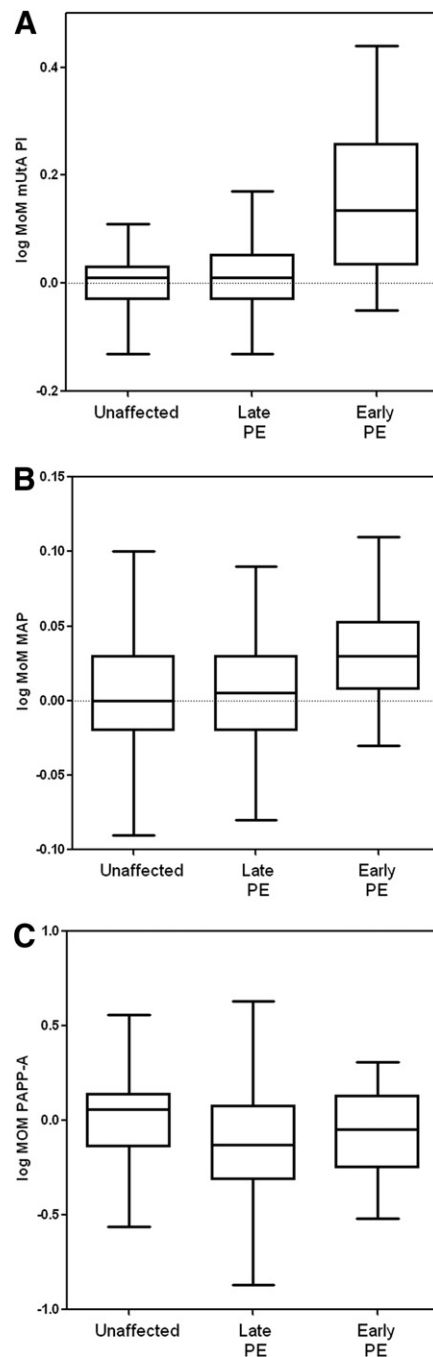 A
log MoM mUtA PI
0.4
0.2
0.0
-0.2
Unaffected
Late
PE
Early
PE
B
log MoM MAP
0.15
0.10
0.05
0.00
-0.05
-0.10
Unaffected
Late
PE
Early
PE
C
log MOM PAPP-A
1.0
0.5
0.0
-0.5
-1.0
Unaffected
Late
PE
Early
PE